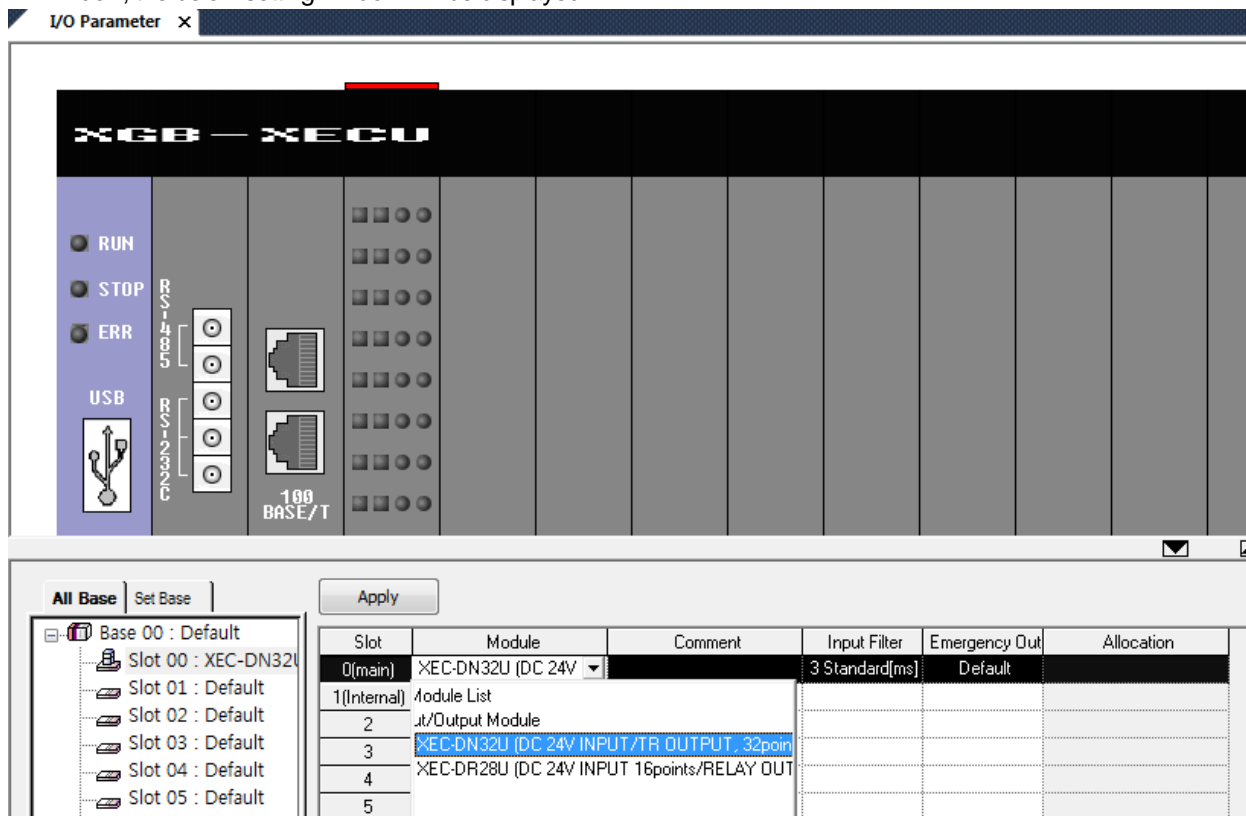 I/O Parameter
XGB-XECU
RUN
STOP
ERR
USB
RS-485
RS-232C
100
BASE/T
All Base
Set Base
Apply
Base 00 : Default
Slot 00 : XEC-DN32U
Slot 01 : Default
Slot 02 : Default
Slot 03 : Default
Slot 04 : Default
Slot 05 : Default
Slot Module Comment Input Filter Emergency Out Allocation
0(main) XEC-DN32U (DC 24V 3 Standard[ms] Default
1(Internal) Module List
2 ut/Output Module
3 XEC-DN32U (DC 24V INPUT/TR OUTPUT, 32poin
4 XEC-DR28U (DC 24V INPUT 16points/RELAY OUT
5